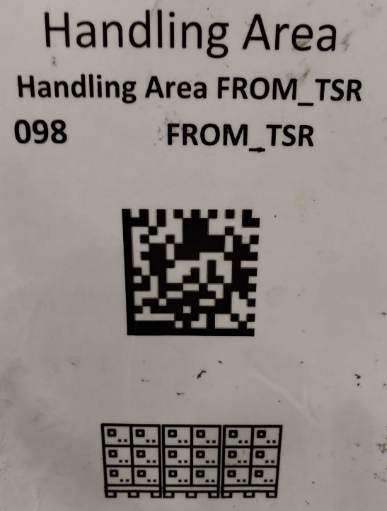 Handling Area
Handling Area FROM_TSR
098 FROM_TSR